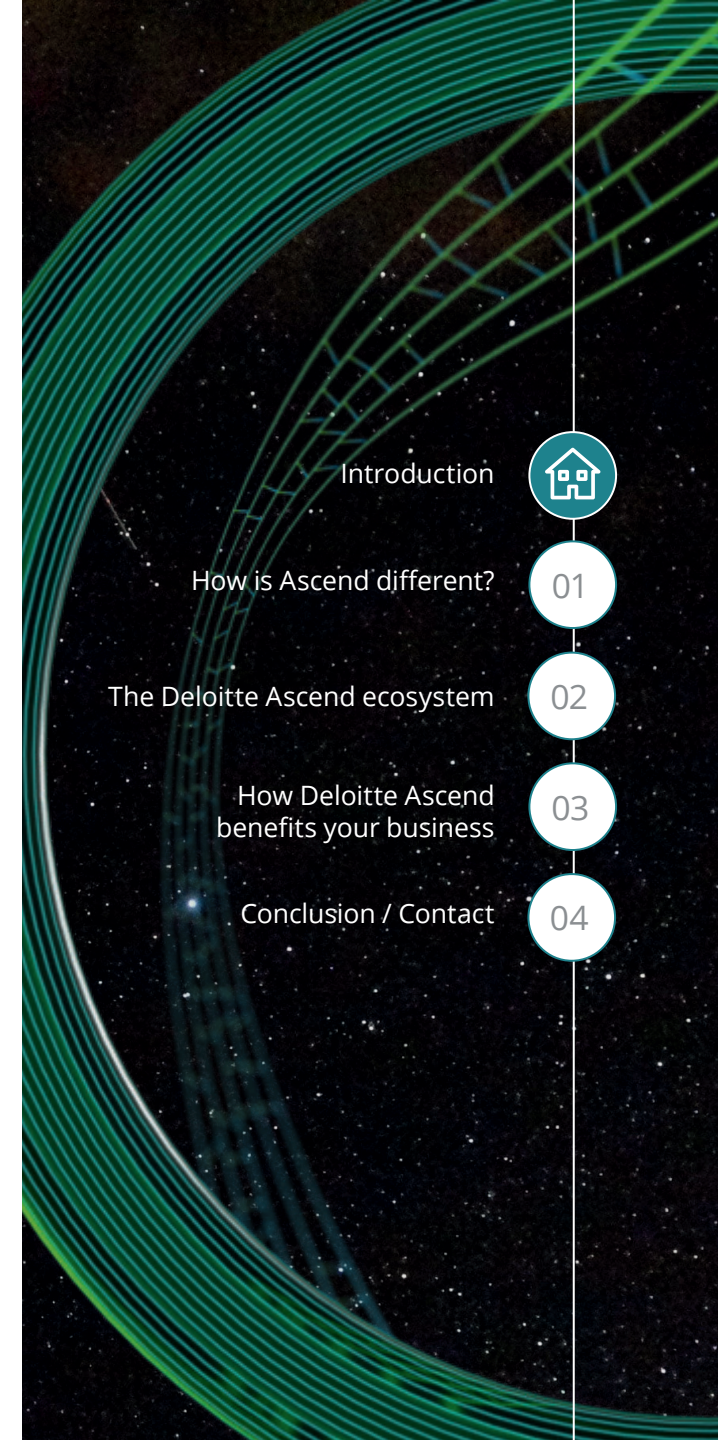 Introduction
How is Ascend different?
01
The Deloitte Ascend ecosystem
02
How Deloitte Ascend
benefits your business
03
Conclusion / Contact
04